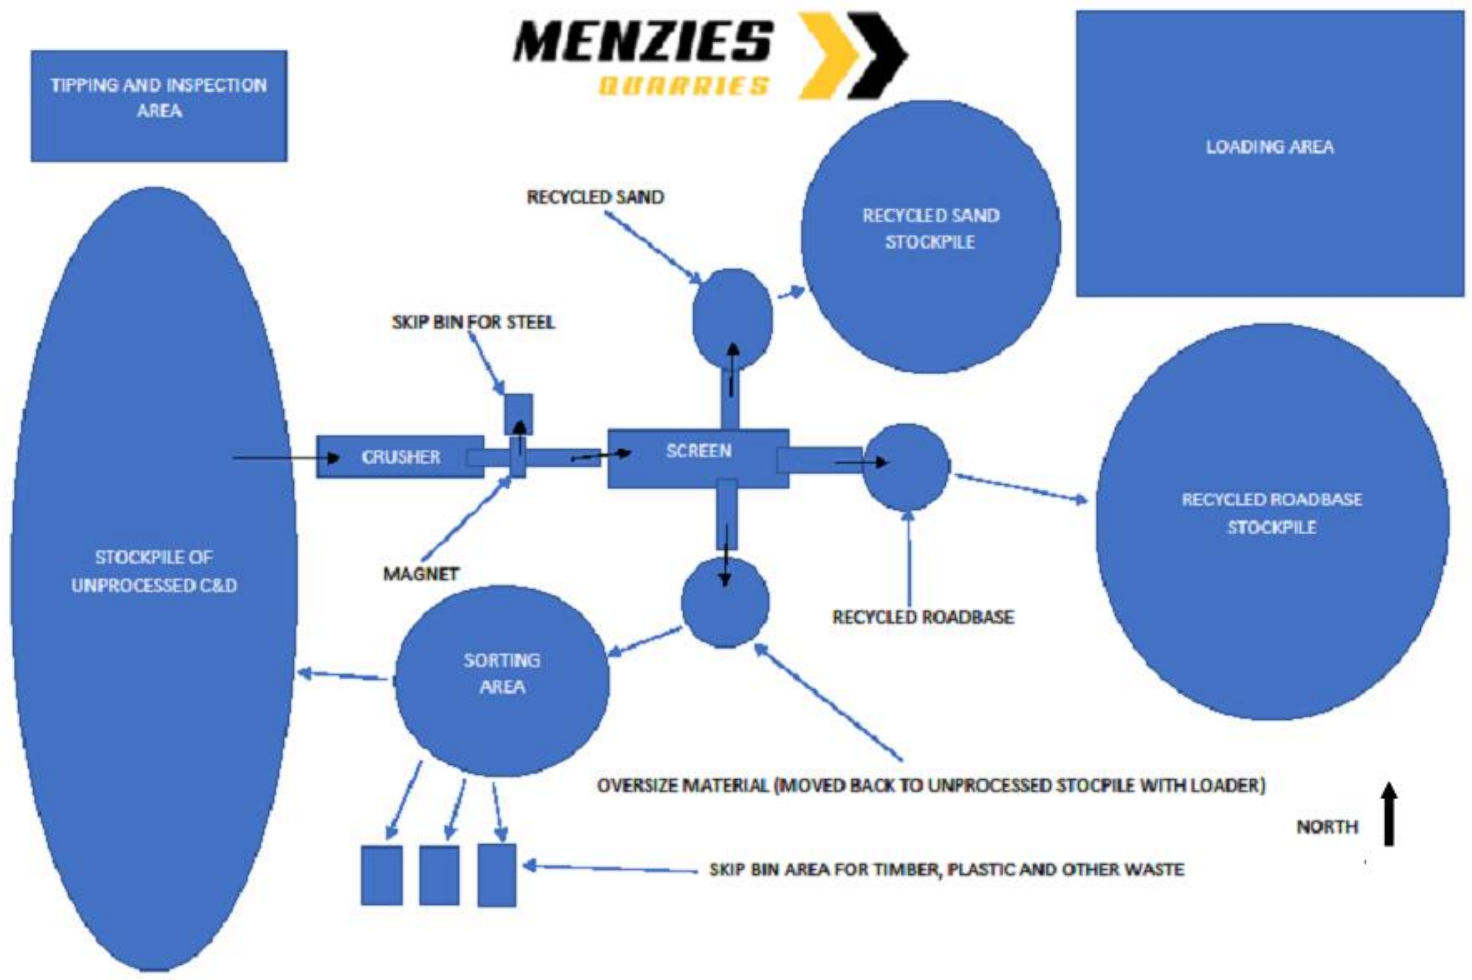 MENZIES
QUARRIES
TIPPING AND INSPECTION
AREA
LOADING AREA
RECYCLED SAND
RECYCLED SAND
STOCKPILE
SKIP BIN FOR STEEL
CRUSHER
SCREEN
RECYCLED ROADBASE
STOCKPILE
STOCKPILE OF
UNPROCESSED C&D
MAGNET
RECYCLED ROADBASE
SORTING
AREA
OVERSIZE MATERIAL (MOVED BACK TO UNPROCESSED STOCPILE WITH LOADER)
NORTH
SKIP BIN AREA FOR TIMBER, PLASTIC AND OTHER WASTE